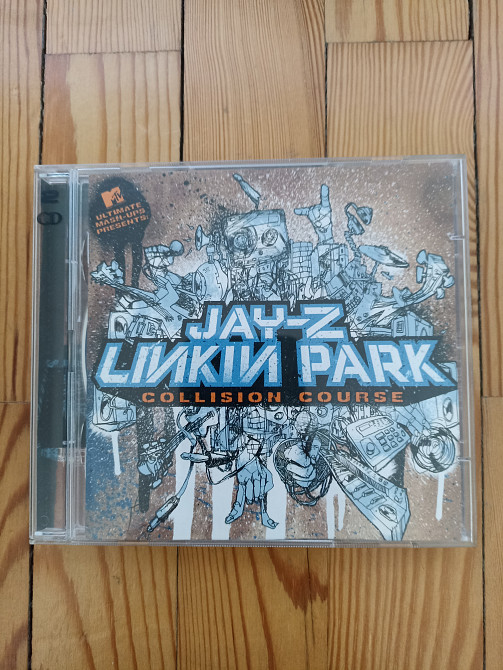 MTV
ULTIMATE
MASH-UPS
PRESENTS:
JAY-Z
LINKIN PARK
COLLISION COURSE